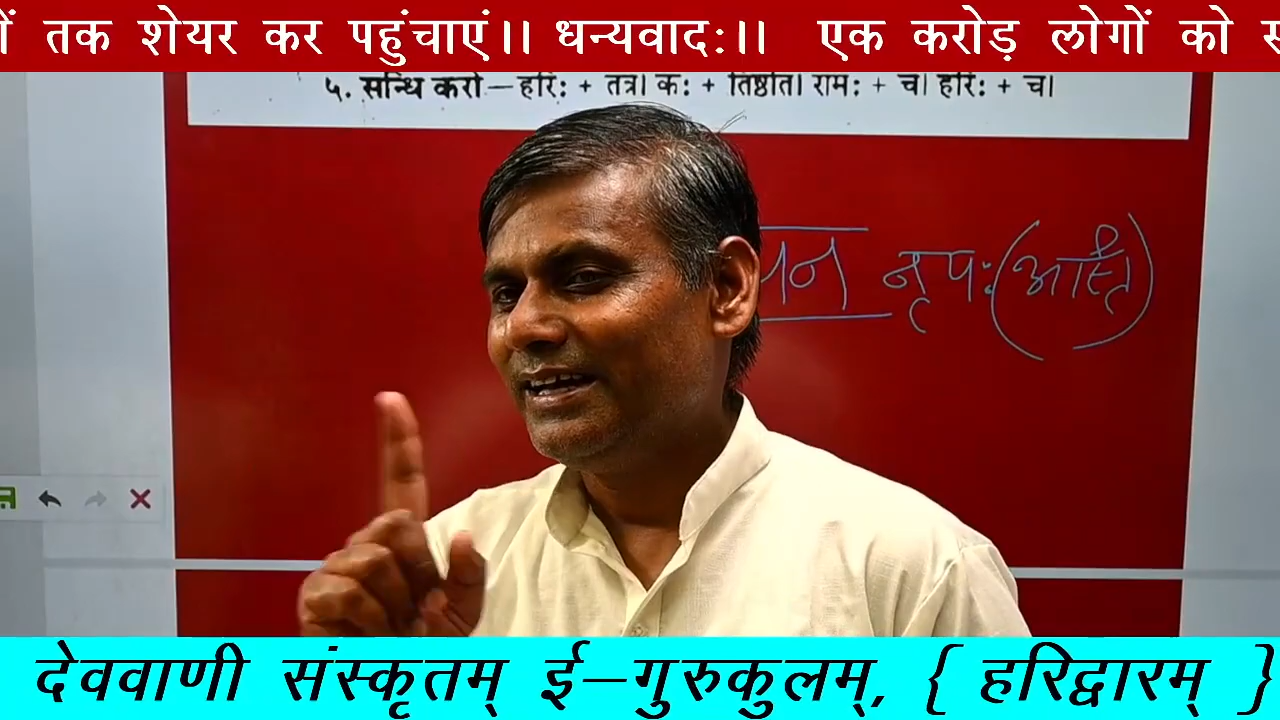 तक शेयर कर पहुंचाएं।। धन्यवादः।। एक करोड़ लोगों को
५. सन्धि करो—हरिः + तत्र। कः + तिष्ठति। रामः + च। हरिः + च।
नृपः (अस्ति)
देववाणी संस्कृतम् ई-गुरुकुलम्, { हरिद्वारम् }